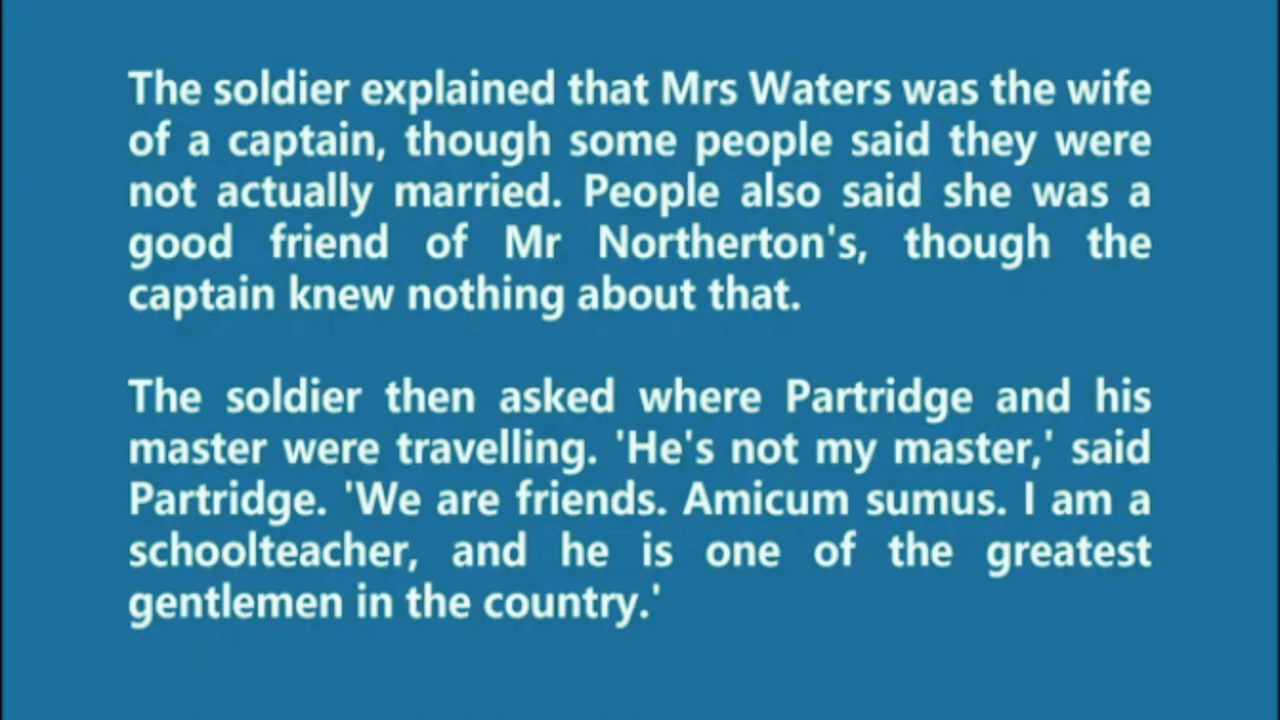 The soldier explained that Mrs Waters was the wife
of a captain, though some people said they were
not actually married. People also said she was a
good friend of Mr Northerton's, though the
captain knew nothing about that.
The soldier then asked where Partridge and his
master were travelling. 'He's not my master,' said
Partridge. 'We are friends. Amicum sumus. I am a
schoolteacher, and he is one of the greatest
gentlemen in the country.'